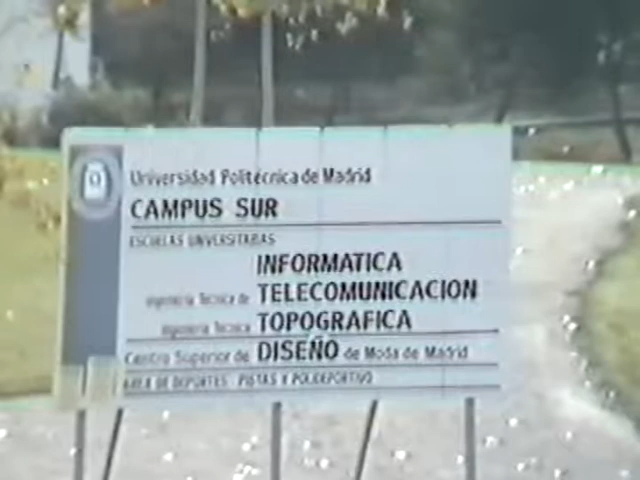 Universidad Politécnica de Madrid
CAMPUS SUR
ESCUELAS UNIVERSITARIAS
INFORMATICA
Ingeniería Técnica de TELECOMUNICACION
Ingeniería Técnica TOPOGRAFICA
Centro Superior de DISEÑO de Moda de Madrid
AREA DE DEPORTES PISTAS Y POLIDEPORTIVO